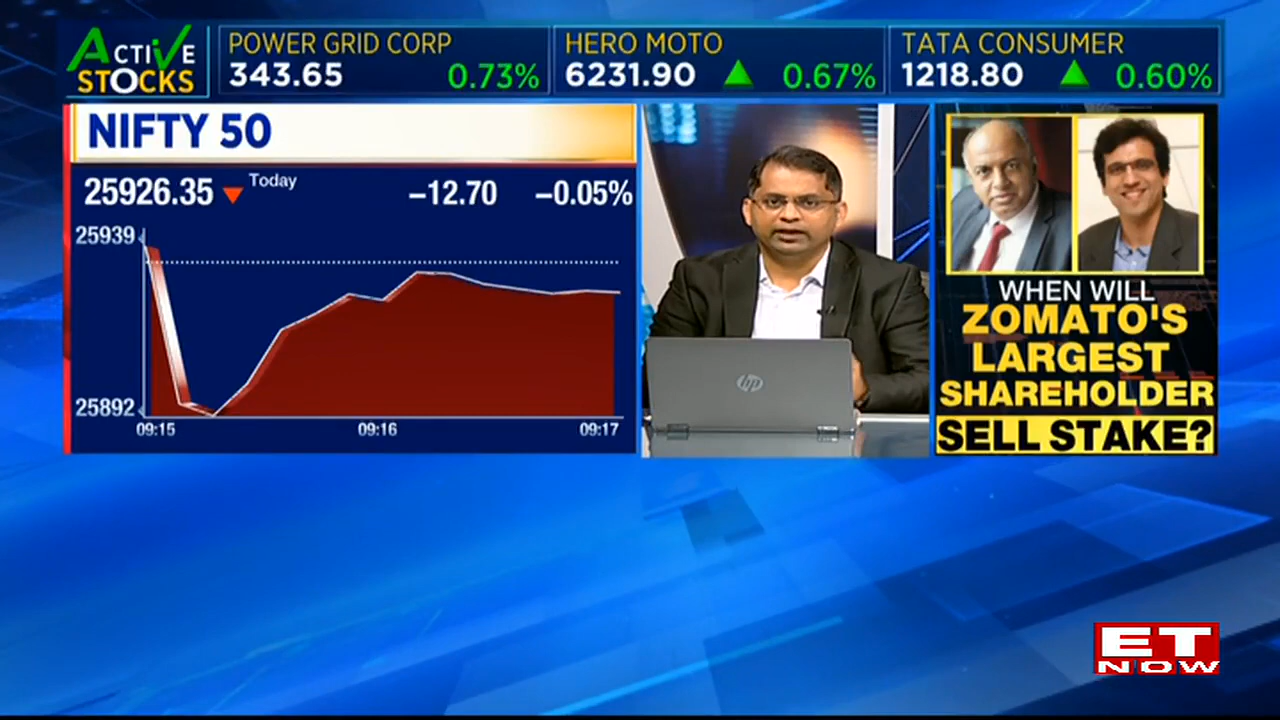 ACTIVE
STOCKS
POWER GRID CORP
343.65 0.73%
HERO MOTO
6231.90 0.67%
TATA CONSUMER
1218.80 0.60%
NIFTY 50
25926.35 Today -12.70 -0.05%
25939
25892
09:15 09:16 09:17
hp
WHEN WILL
ZOMATO'S
LARGEST
SHAREHOLDER
SELL STAKE?
ET
NOW